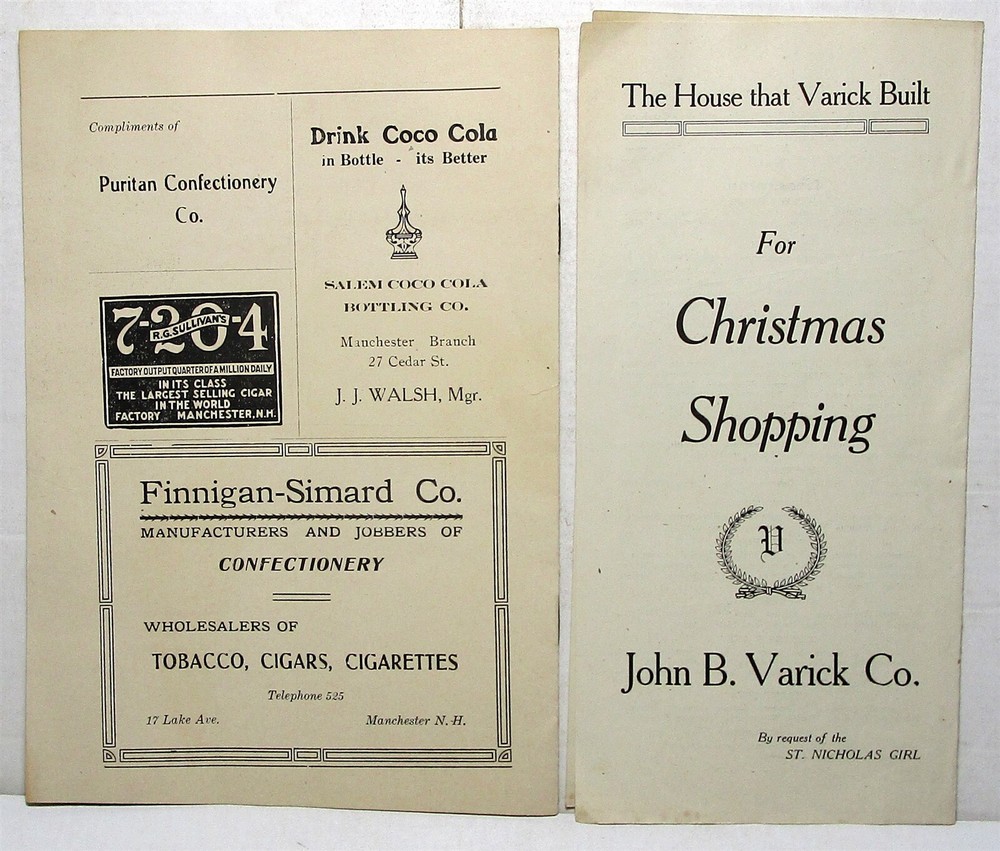 Compliments of
Puritan Confectionery
Co.
Drink Coco Cola
in Bottle - its Better
SALEM COCO COLA
BOTTLING CO.
Manchester Branch
27 Cedar St.
J. J. WALSH, Mgr.
7-20-4
R.G. SULLIVAN'S
FACTORY OUTPUT QUARTER OF A MILLION DAILY
IN ITS CLASS
THE LARGEST SELLING CIGAR
IN THE WORLD
FACTORY MANCHESTER, N.H.
Finnigan-Simard Co.
MANUFACTURERS AND JOBBERS OF
CONFECTIONERY
WHOLESALERS OF
TOBACCO, CIGARS, CIGARETTES
Telephone 525
17 Lake Ave. Manchester N.H.
The House that Varick Built
For
Christmas
Shopping
V
John B. Varick Co.
By request of the
ST. NICHOLAS GIRL